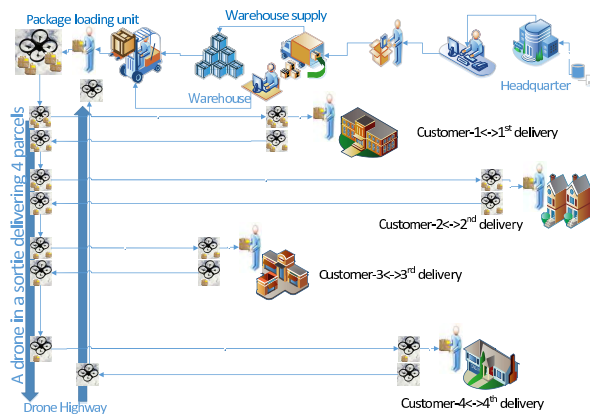 Package loading unit
Warehouse supply
Headquarter
Warehouse
A drone in a sortie delivering 4 parcels
Customer-1<->1st delivery
Customer-2<->2nd delivery
Customer-3<->3rd delivery
Customer-4<->4th delivery
Drone Highway